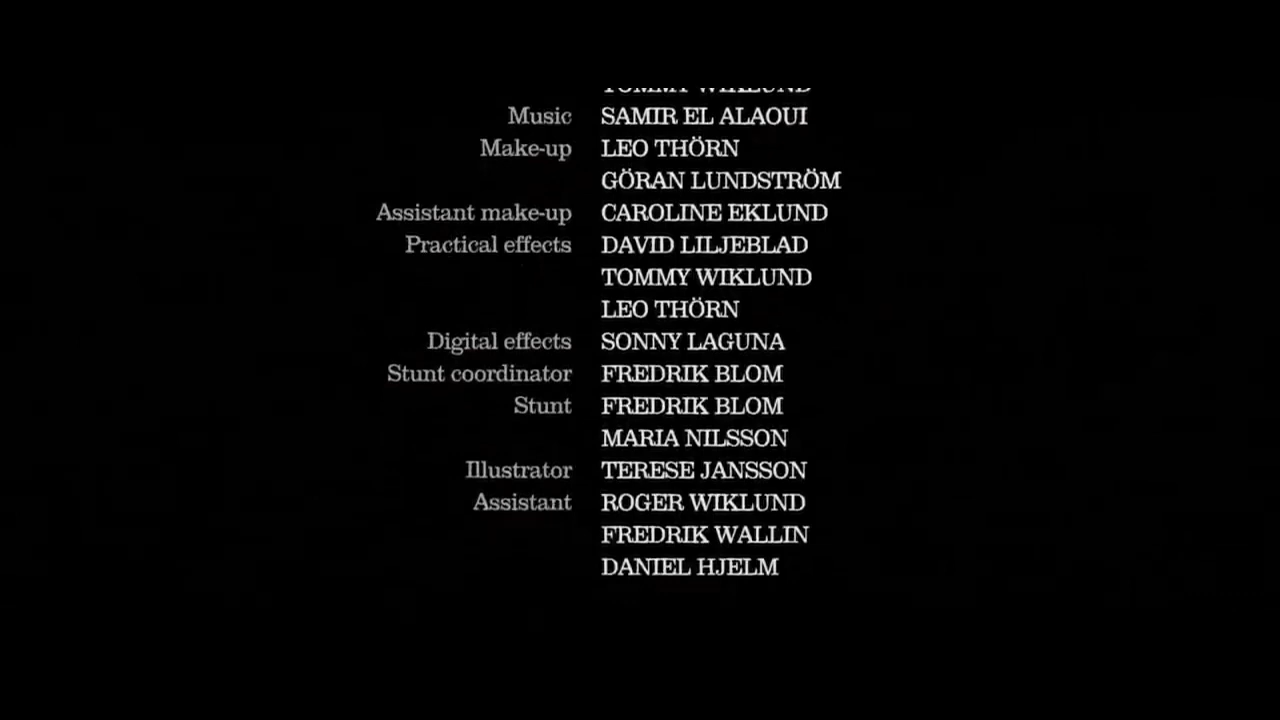 TOMMY WIKLUND
Music SAMIR EL ALAOUI
Make-up LEO THÖRN
GÖRAN LUNDSTRÖM
Assistant make-up CAROLINE EKLUND
Practical effects DAVID LILJEBLAD
TOMMY WIKLUND
LEO THÖRN
Digital effects SONNY LAGUNA
Stunt coordinator FREDRIK BLOM
Stunt FREDRIK BLOM
MARIA NILSSON
Illustrator TERESE JANSSON
Assistant ROGER WIKLUND
FREDRIK WALLIN
DANIEL HJELM